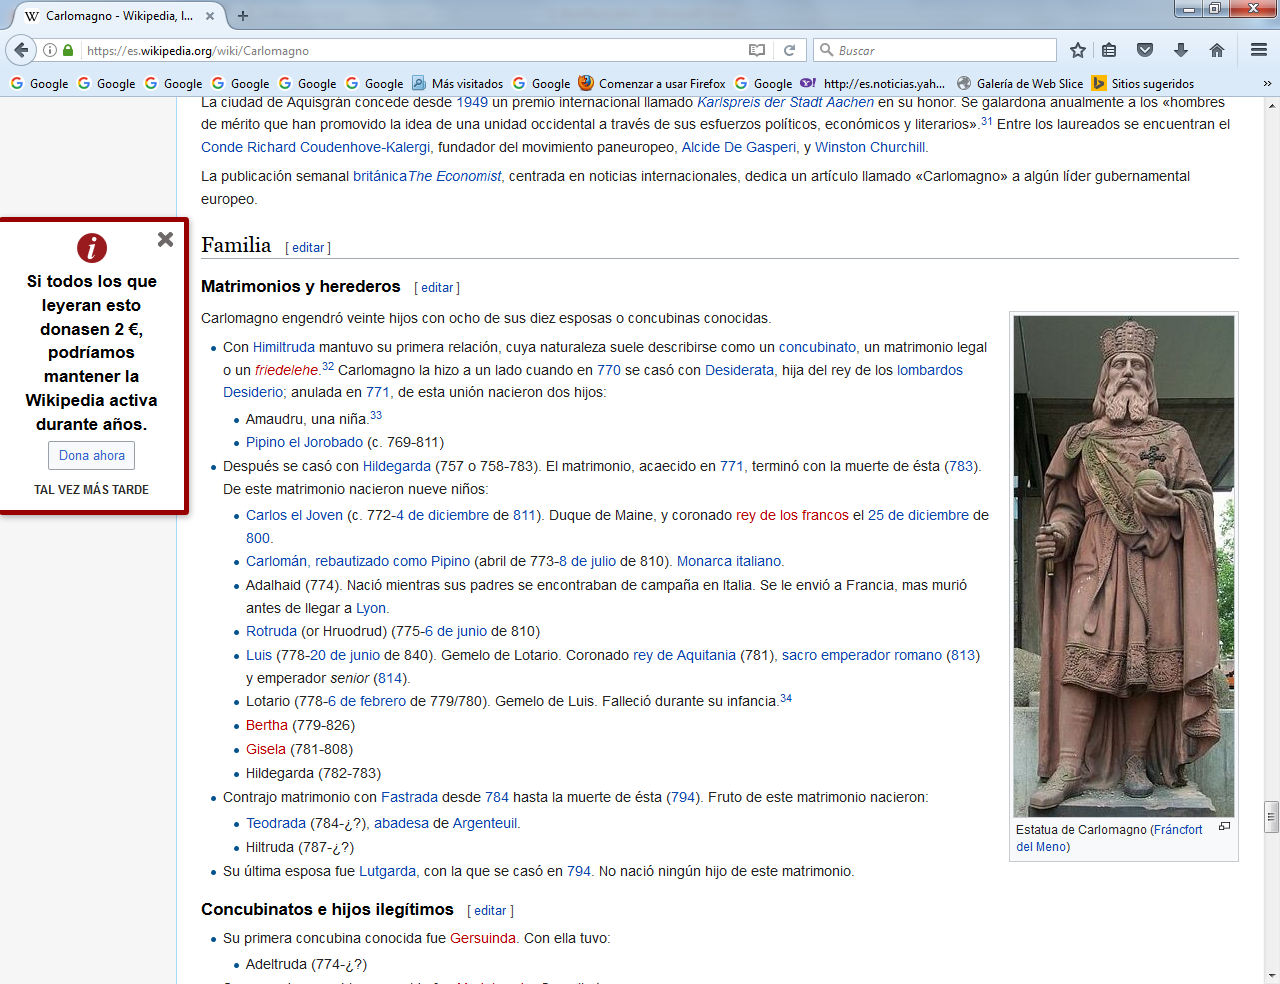 Carlomagno - Wikipedia, l...
https://es.wikipedia.org/wiki/Carlomagno
Buscar
Google
Google
Google
Google
Google
Google
Más visitados
Google
Comenzar a usar Firefox
Google
http://es.noticias.yah...
Galería de Web Slice
Sitios sugeridos
La ciudad de Aquisgrán concede desde 1949 un premio internacional llamado Karlspreis der Stadt Aachen en su honor. Se galardona anualmente a los «hombres
de mérito que han promovido la idea de una unidad occidental a través de sus esfuerzos políticos, económicos y literarios».31 Entre los laureados se encuentran el
Conde Richard Coudenhove-Kalergi, fundador del movimiento paneuropeo, Alcide De Gasperi, y Winston Churchill.
La publicación semanal británicaThe Economist, centrada en noticias internacionales, dedica un artículo llamado «Carlomagno» a algún líder gubernamental
europeo.
Si todos los que
leyeran esto
donasen 2 €,
podríamos
mantener la
Wikipedia activa
durante años.
Dona ahora
TAL VEZ MÁS TARDE
Familia [ editar ]
Matrimonios y herederos [ editar ]
Carlomagno engendró veinte hijos con ocho de sus diez esposas o concubinas conocidas.
Con Himiltruda mantuvo su primera relación, cuya naturaleza suele describirse como un concubinato, un matrimonio legal
o un friedelehe.32 Carlomagno la hizo a un lado cuando en 770 se casó con Desiderata, hija del rey de los lombardos
Desiderio; anulada en 771, de esta unión nacieron dos hijos:
Amaudru, una niña.33
Pipino el Jorobado (c. 769-811)
Después se casó con Hildegarda (757 o 758-783). El matrimonio, acaecido en 771, terminó con la muerte de ésta (783).
De este matrimonio nacieron nueve niños:
Carlos el Joven (c. 772-4 de diciembre de 811). Duque de Maine, y coronado rey de los francos el 25 de diciembre de
800.
Carlomán, rebautizado como Pipino (abril de 773-8 de julio de 810). Monarca italiano.
Adalhaid (774). Nació mientras sus padres se encontraban de campaña en Italia. Se le envió a Francia, mas murió
antes de llegar a Lyon.
Rotruda (or Hruodrud) (775-6 de junio de 810)
Luis (778-20 de junio de 840). Gemelo de Lotario. Coronado rey de Aquitania (781), sacro emperador romano (813)
y emperador senior (814).
Lotario (778-6 de febrero de 779/780). Gemelo de Luis. Falleció durante su infancia.34
Bertha (779-826)
Gisela (781-808)
Hildegarda (782-783)
Contrajo matrimonio con Fastrada desde 784 hasta la muerte de ésta (794). Fruto de este matrimonio nacieron:
Teodrada (784-¿?), abadesa de Argenteuil.
Hiltruda (787-¿?)
Su última esposa fue Lutgarda, con la que se casó en 794. No nació ningún hijo de este matrimonio.
Estatua de Carlomagno (Fráncfort
del Meno)
Concubinatos e hijos ilegítimos [ editar ]
Su primera concubina conocida fue Gersuinda. Con ella tuvo:
Adeltruda (774-¿?)